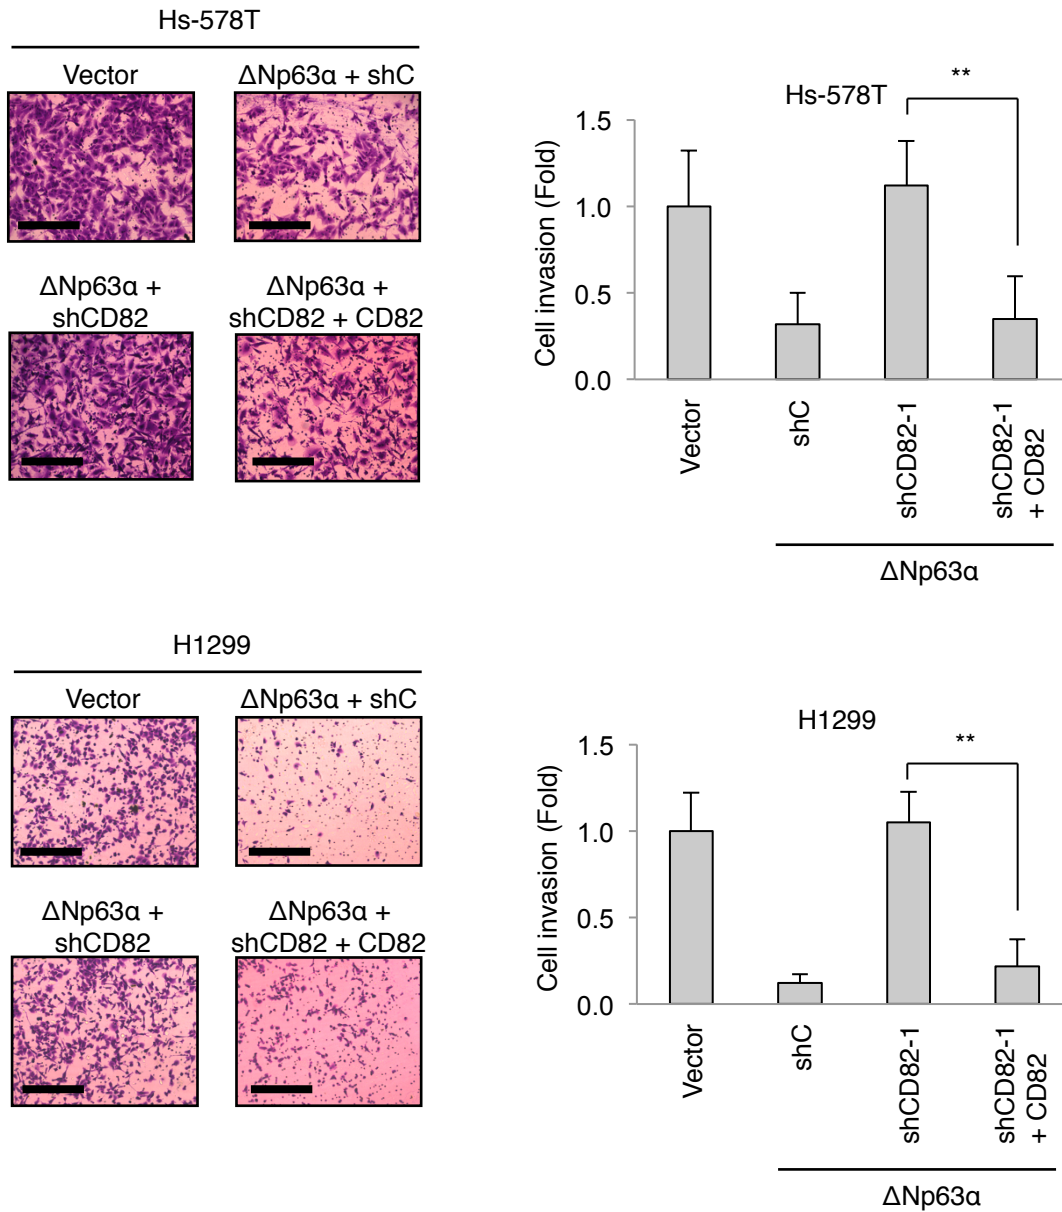 Hs-578T
Vector
ΔNp63α + shC
ΔNp63α +
shCD82
ΔNp63α +
shCD82 + CD82
Hs-578T
**
Cell invasion (Fold)
1.5
1.0
0.5
0.0
Vector
shC
shCD82-1
shCD82-1
+ CD82
ΔNp63α
H1299
Vector
ΔNp63α + shC
ΔNp63α +
shCD82
ΔNp63α +
shCD82 + CD82
H1299
**
Cell invasion (Fold)
1.5
1.0
0.5
0.0
Vector
shC
shCD82-1
shCD82-1
+ CD82
ΔNp63α